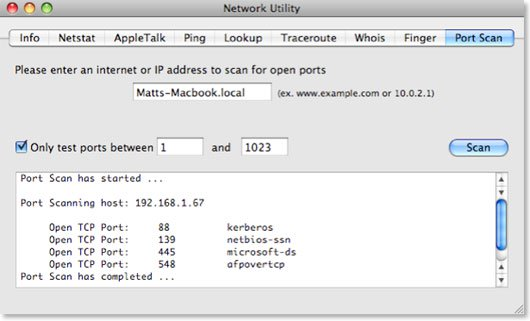 Network Utility
Info Netstat AppleTalk Ping Lookup Traceroute Whois Finger Port Scan
Please enter an internet or IP address to scan for open ports
Matts-Macbook.local (ex. www.example.com or 10.0.2.1)
Only test ports between 1 and 1023 Scan
Port Scan has started ...
Port Scanning host: 192.168.1.67
Open TCP Port: 88 kerberos
Open TCP Port: 139 netbios-ssn
Open TCP Port: 445 microsoft-ds
Open TCP Port: 548 afpovertcp
Port Scan has completed ...